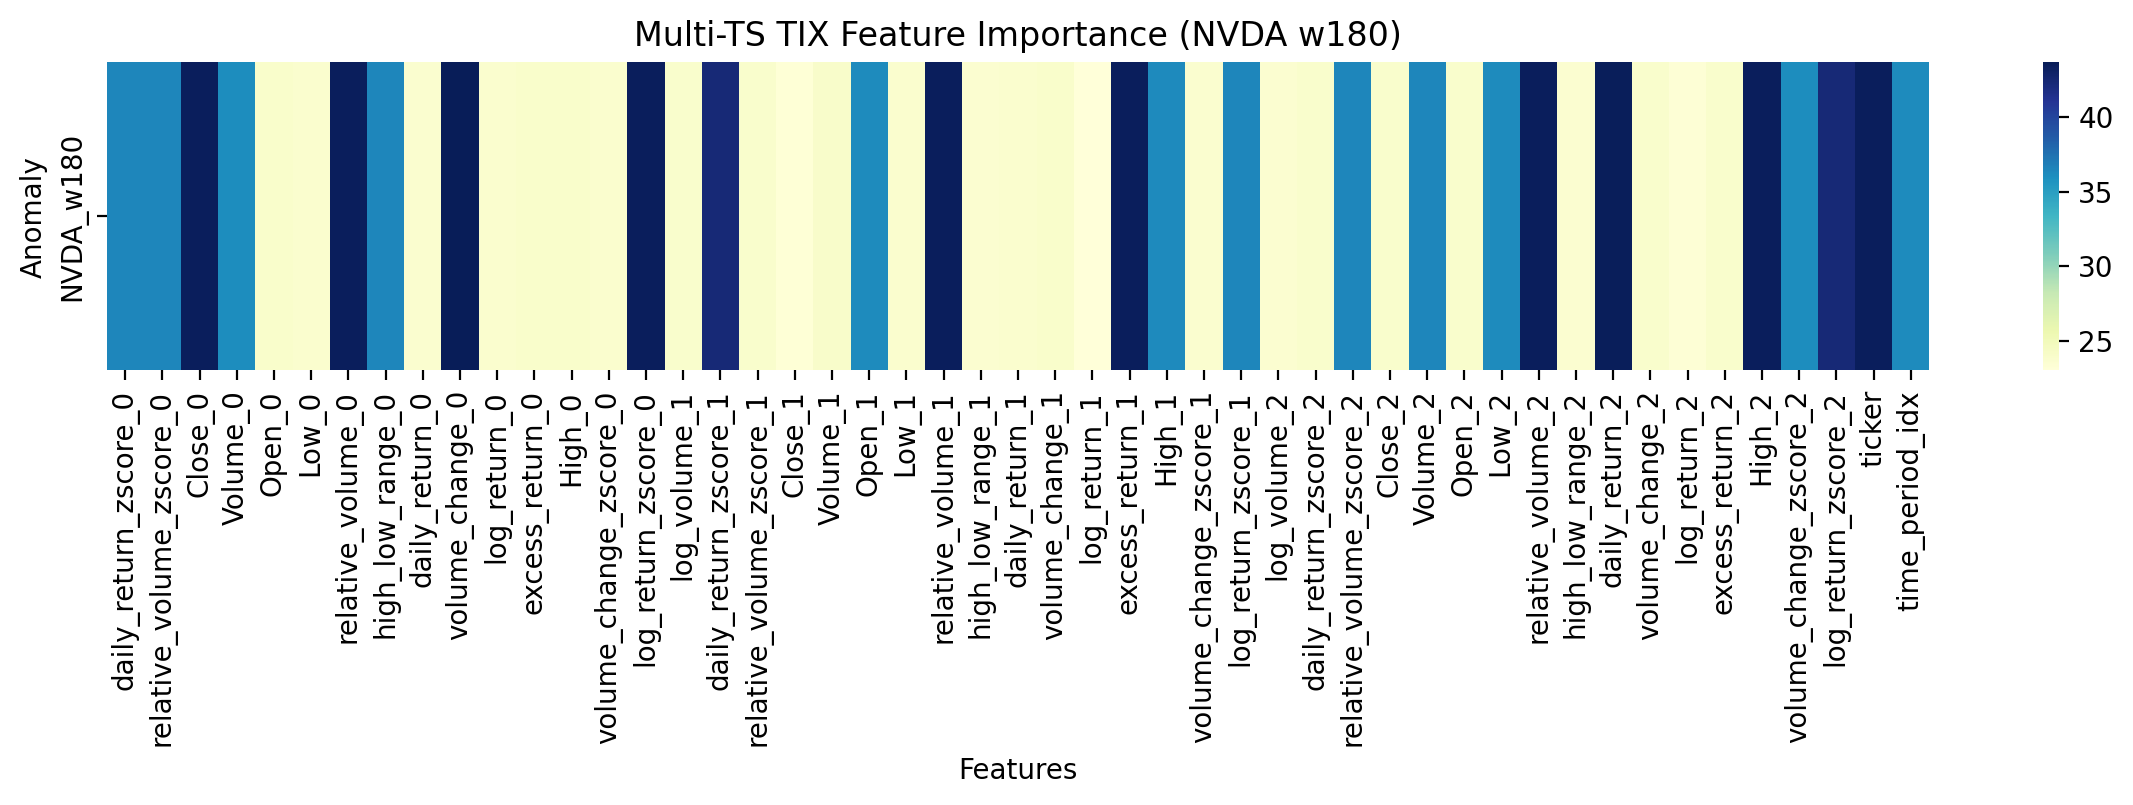 Multi-TS TIX Feature Importance (NVDA w180)
Anomaly
NVDA_w180
40
35
30
25
daily_return_zscore_0
relative_volume_zscore_0
Close_0
Volume_0
Open_0
Low_0
relative_volume_0
high_low_range_0
daily_return_0
volume_change_0
log_return_0
excess_return_0
High_0
volume_change_zscore_0
log_return_zscore_0
log_volume_1
daily_return_zscore_1
relative_volume_zscore_1
Close_1
Volume_1
Open_1
Low_1
relative_volume_1
high_low_range_1
daily_return_1
volume_change_1
log_return_1
excess_return_1
High_1
volume_change_zscore_1
log_return_zscore_1
log_volume_2
daily_return_zscore_2
relative_volume_zscore_2
Close_2
Volume_2
Open_2
Low_2
relative_volume_2
high_low_range_2
daily_return_2
volume_change_2
log_return_2
excess_return_2
High_2
volume_change_zscore_2
log_return_zscore_2
ticker
time_period_idx
Features